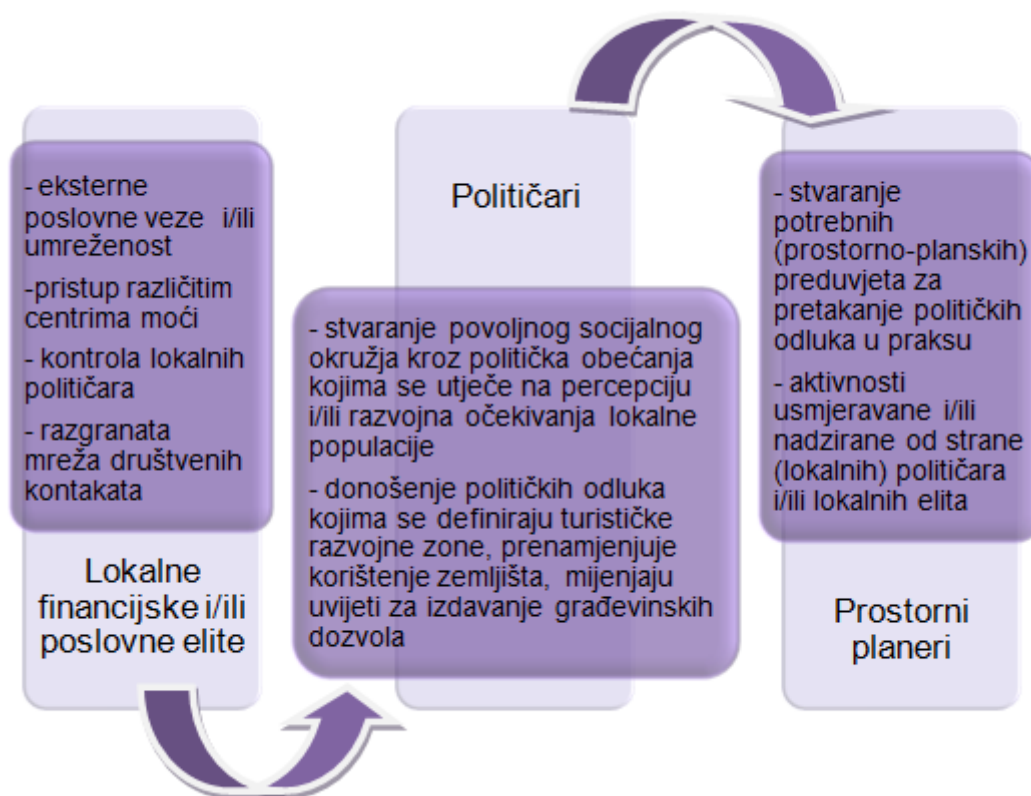 - eksterne
poslovne veze i/ili
umreženost
-pristup različitim
centrima moći
- kontrola lokalnih
političara
- razgranata
mreža društvenih
kontakata
Lokalne
financijske i/ili
poslovne elite
Političari
- stvaranje povoljnog socijalnog
okružja kroz politička obećanja
kojima se utječe na percepciju
i/ili razvojna očekivanja lokalne
populacije
- donošenje političkih odluka
kojima se definiraju turističke
razvojne zone, prenamjenjuje
korištenje zemljišta, mijenjaju
uvijeti za izdavanje građevinskih
dozvola
- stvaranje
potrebnih
(prostorno-planskih)
preduvjeta za
pretakanje političkih
odluka u praksu
- aktivnosti
usmjeravane i/ili
nadzirane od strane
(lokalnih) političara
i/ili lokalnih elita
Prostorni
planeri